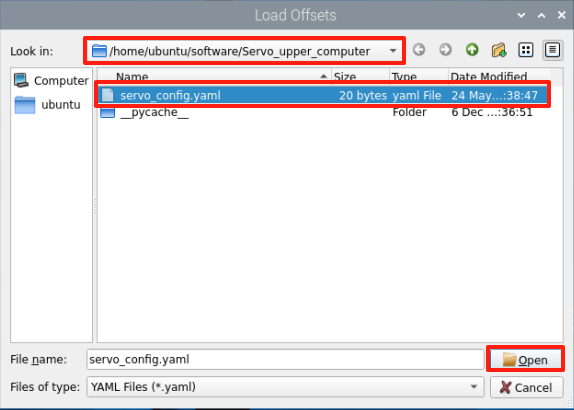 Load Offsets
Look in: /home/ubuntu/software/Servo_upper_computer
Computer
ubuntu
Name Size Type Date Modified
servo_config.yaml 20 bytes yaml File 24 May...:38:47
__pycache__ Folder 6 Dec ...:36:51
File name: servo_config.yaml Open
Files of type: YAML Files (*.yaml) Cancel